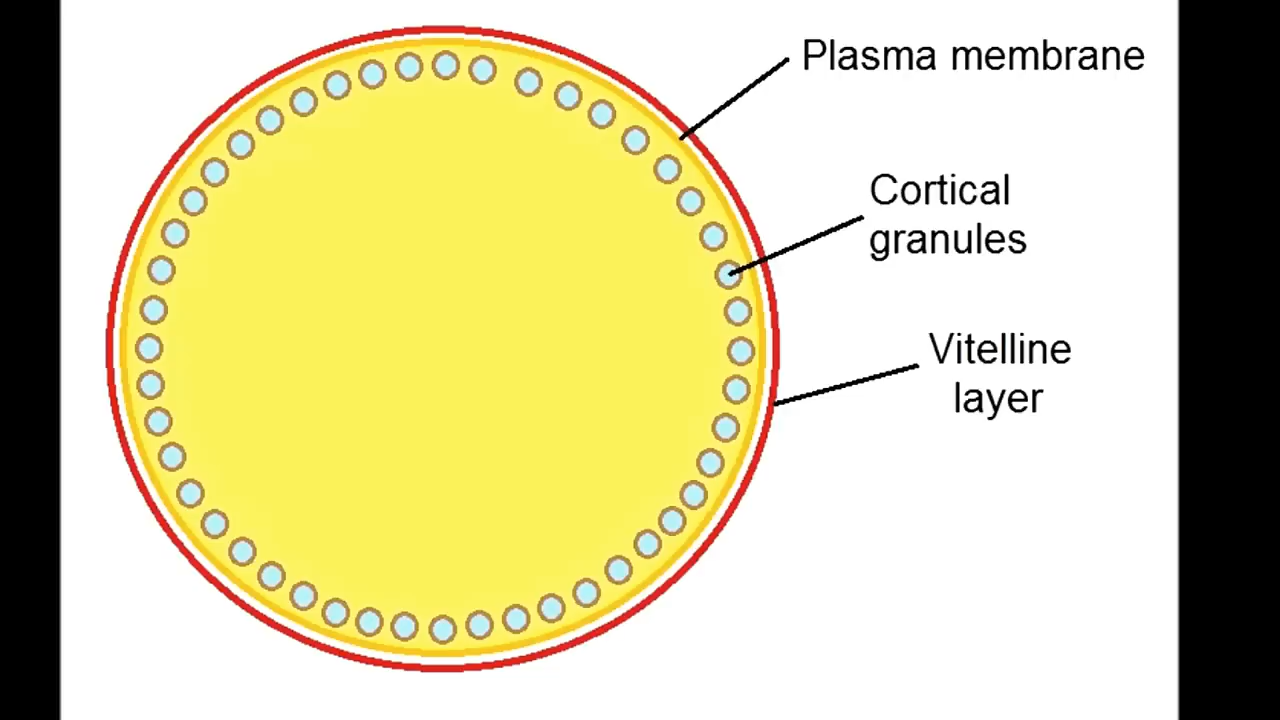 Plasma membrane
Cortical
granules
Vitelline
layer